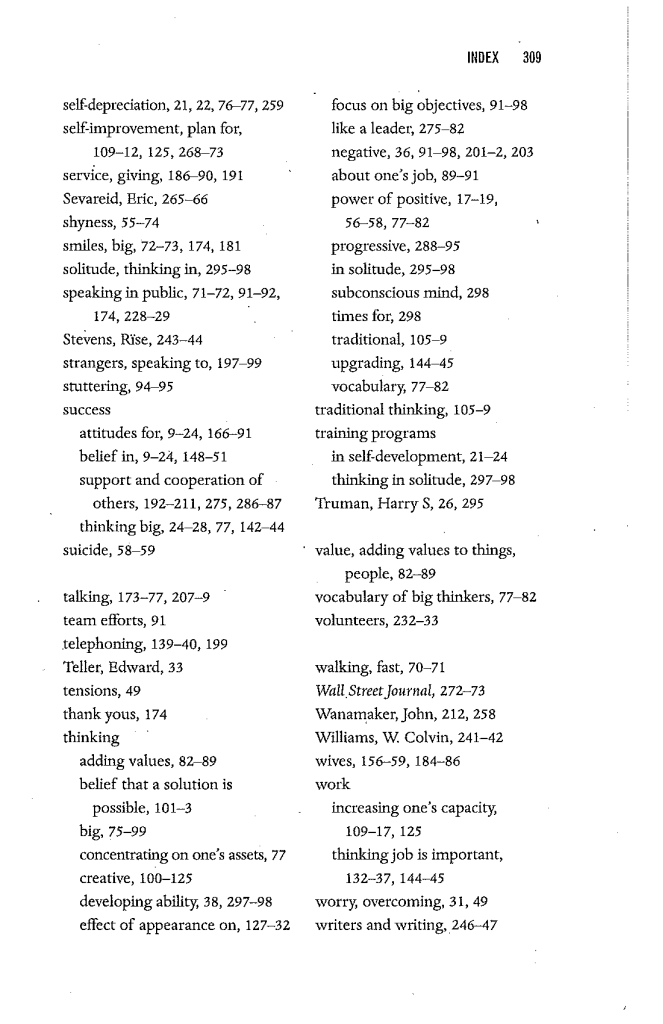 INDEX 309
self-depreciation, 21, 22, 76–77, 259
self-improvement, plan for,
109–12, 125, 268–73
service, giving, 186–90, 191
Sevareid, Eric, 265–66
shyness, 55–74
smiles, big, 72–73, 174, 181
solitude, thinking in, 295–98
speaking in public, 71–72, 91–92,
174, 228–29
Stevens, Rïse, 243–44
strangers, speaking to, 197–99
stuttering, 94–95
success
attitudes for, 9–24, 166–91
belief in, 9–24, 148–51
support and cooperation of
others, 192–211, 275, 286–87
thinking big, 24–28, 77, 142–44
suicide, 58–59
talking, 173–77, 207–9
team efforts, 91
telephoning, 139–40, 199
Teller, Edward, 33
tensions, 49
thank yous, 174
thinking
adding values, 82–89
belief that a solution is
possible, 101–3
big, 75–99
concentrating on one's assets, 77
creative, 100–125
developing ability, 38, 297–98
effect of appearance on, 127–32
focus on big objectives, 91–98
like a leader, 275–82
negative, 36, 91–98, 201–2, 203
about one's job, 89–91
power of positive, 17–19,
56–58, 77–82
progressive, 288–95
in solitude, 295–98
subconscious mind, 298
times for, 298
traditional, 105–9
upgrading, 144–45
vocabulary, 77–82
traditional thinking, 105–9
training programs
in self-development, 21–24
thinking in solitude, 297–98
Truman, Harry S, 26, 295
value, adding values to things,
people, 82–89
vocabulary of big thinkers, 77–82
volunteers, 232–33
walking, fast, 70–71
Wall Street Journal, 272–73
Wanamaker, John, 212, 258
Williams, W. Colvin, 241–42
wives, 156–59, 184–86
work
increasing one's capacity,
109–17, 125
thinking job is important,
132–37, 144–45
worry, overcoming, 31, 49
writers and writing, 246–47